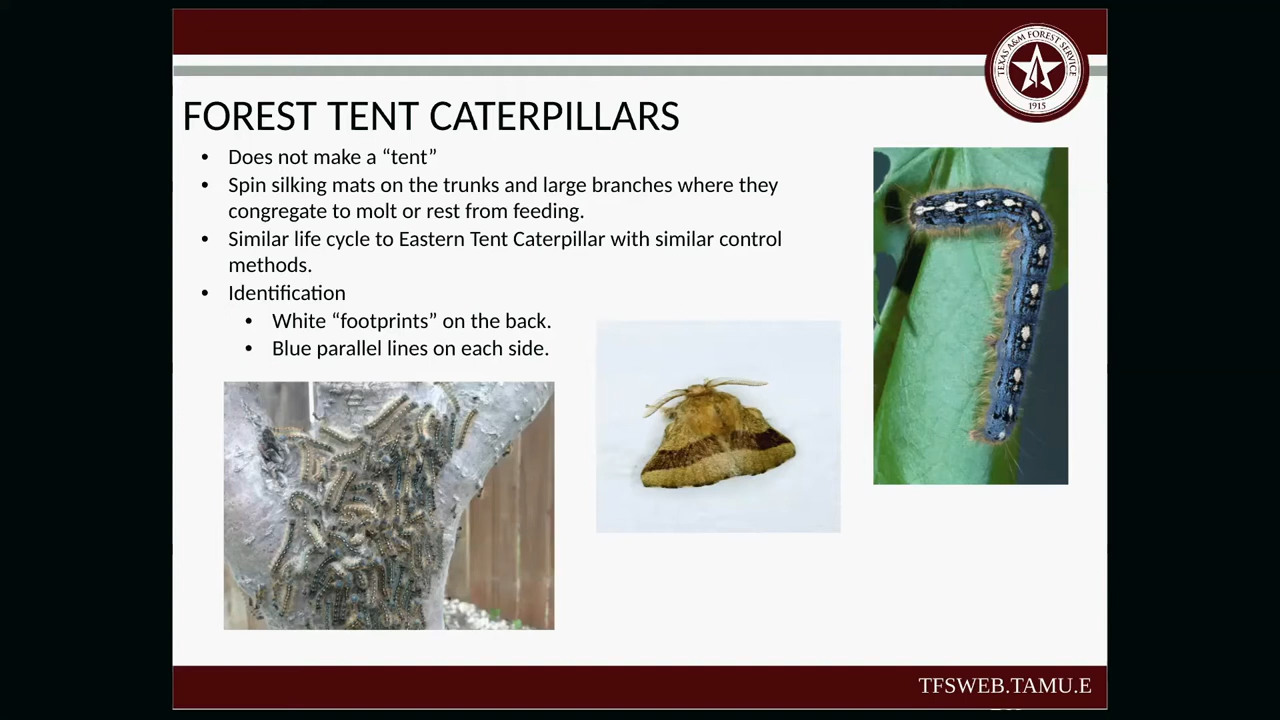 TEXAS A&M FOREST SERVICE
1915
FOREST TENT CATERPILLARS
• Does not make a “tent”
• Spin silking mats on the trunks and large branches where they
congregate to molt or rest from feeding.
• Similar life cycle to Eastern Tent Caterpillar with similar control
methods.
• Identification
• White “footprints” on the back.
• Blue parallel lines on each side.
TFSWEB.TAMU.E